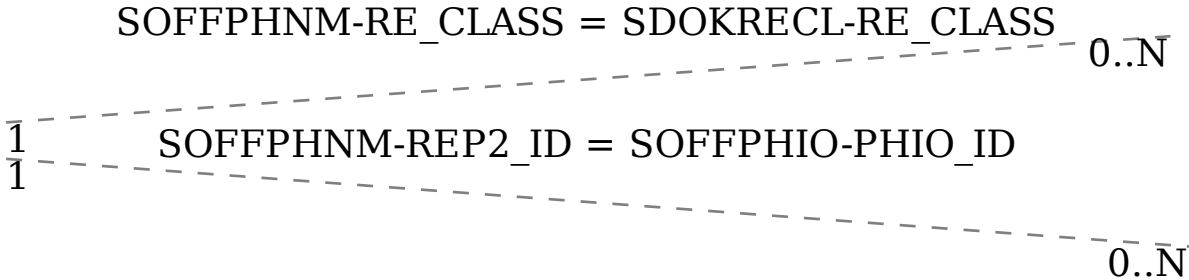 SOFFPHNM-RE_CLASS = SDOKRECL-RE_CLASS
0..N
1
SOFFPHNM-REP2_ID = SOFFPHIO-PHIO_ID
1
0..N